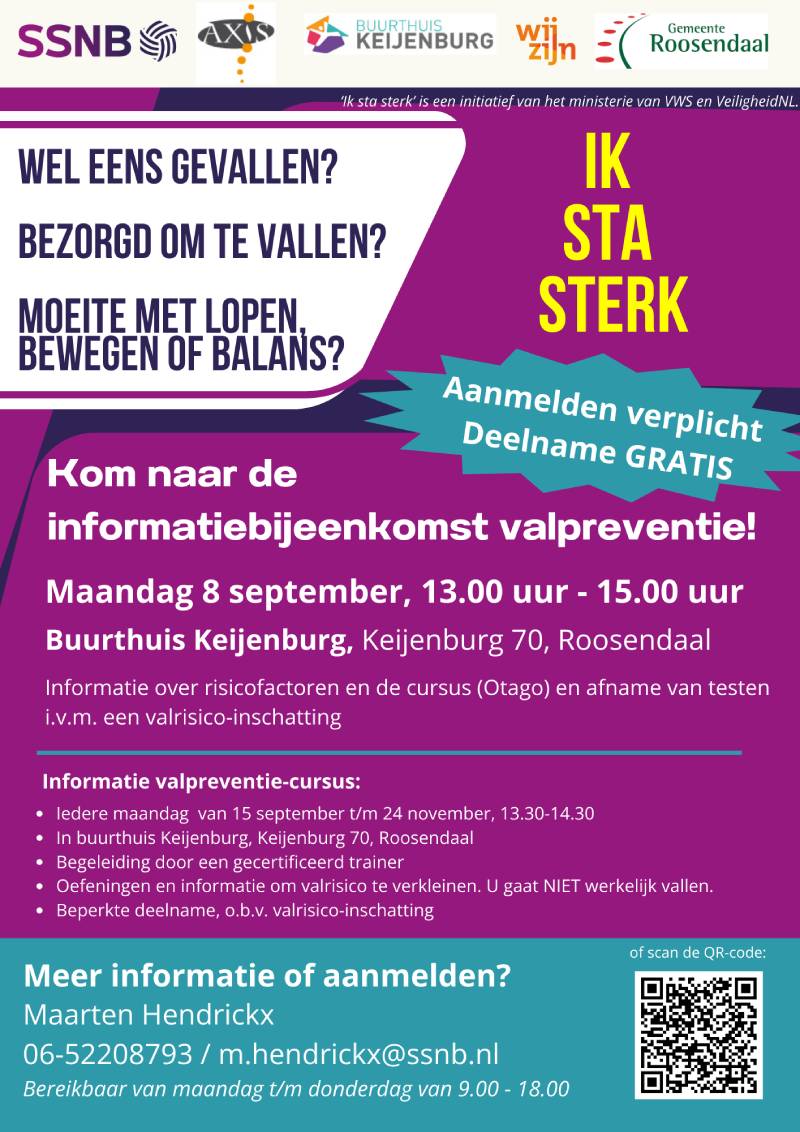 SSNB
AXIS
BUURTHUIS
KEIJENBURG
wij
zijn
Gemeente
Roosendaal
'Ik sta sterk' is een initiatief van het ministerie van VWS en VeiligheidNL.
WEL EENS GEVALLEN?
BEZORGD OM TE VALLEN?
MOEITE MET LOPEN,
BEWEGEN OF BALANS?
IK
STA
STERK
Aanmelden verplicht
Deelname GRATIS
Kom naar de
informatiebijeenkomst valpreventie!
Maandag 8 september, 13.00 uur - 15.00 uur
Buurthuis Keijenburg, Keijenburg 70, Roosendaal
Informatie over risicofactoren en de cursus (Otago) en afname van testen
i.v.m. een valrisico-inschatting
Informatie valpreventie-cursus:
• Iedere maandag van 15 september t/m 24 november, 13.30-14.30
• In buurthuis Keijenburg, Keijenburg 70, Roosendaal
• Begeleiding door een gecertificeerd trainer
• Oefeningen en informatie om valrisico te verkleinen. U gaat NIET werkelijk vallen.
• Beperkte deelname, o.b.v. valrisico-inschatting
of scan de QR-code:
Meer informatie of aanmelden?
Maarten Hendrickx
06-52208793 / m.hendrickx@ssnb.nl
Bereikbaar van maandag t/m donderdag van 9.00 - 18.00